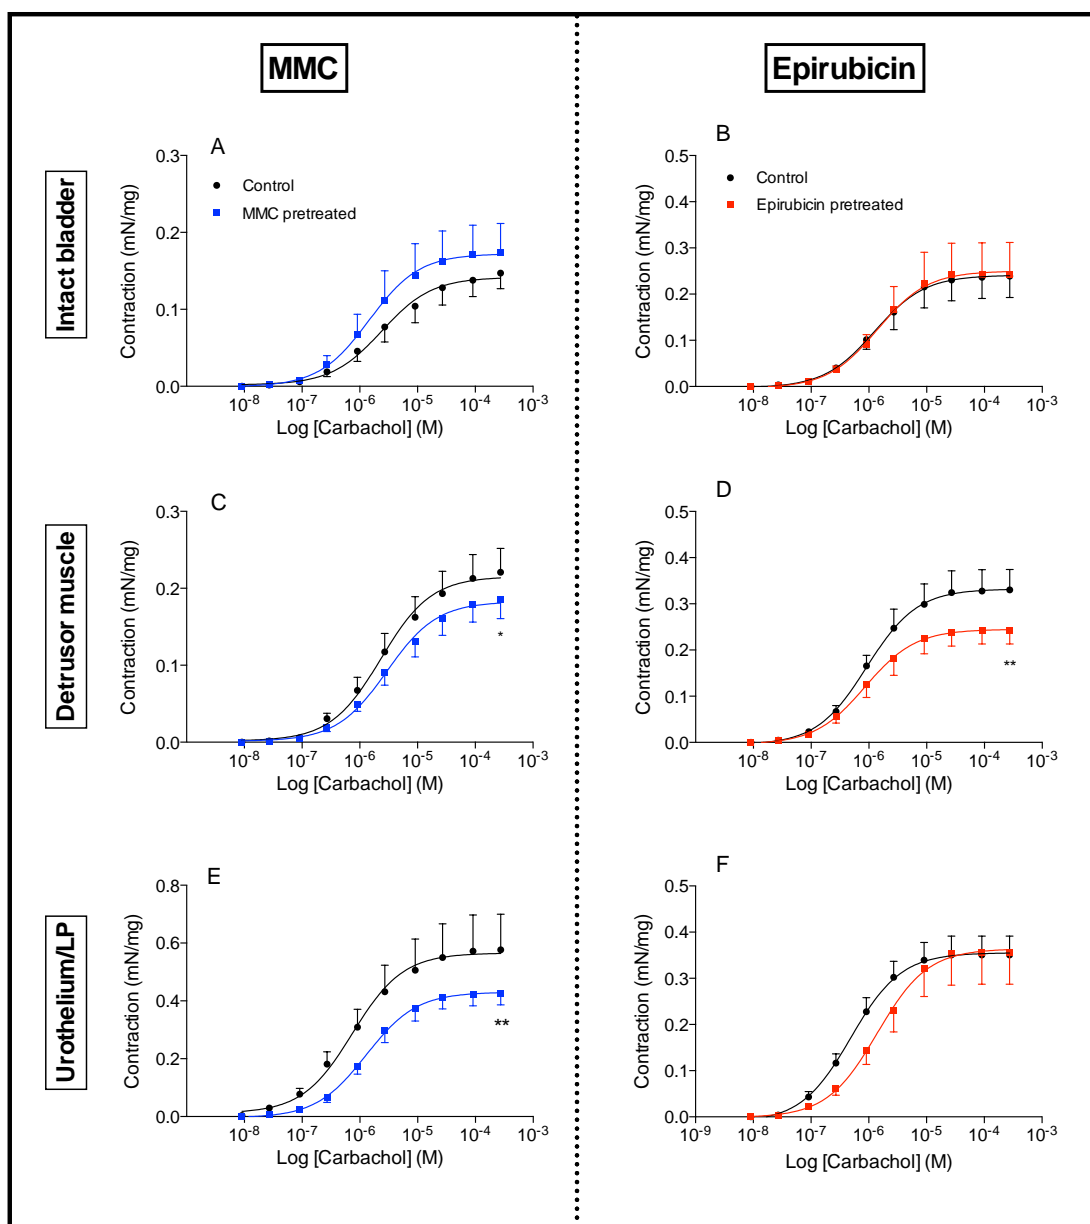 MMC
Epirubicin
Intact bladder
A
Contraction (mN/mg)
0.3
0.2
0.1
0.0
Control
MMC pretreated
10-8 10-7 10-6 10-5 10-4 10-3
Log [Carbachol] (M)
B
Contraction (mN/mg)
0.5
0.4
0.3
0.2
0.1
0.0
Control
Epirubicin pretreated
10-8 10-7 10-6 10-5 10-4 10-3
Log [Carbachol] (M)
Detrusor muscle
C
Contraction (mN/mg)
0.3
0.2
0.1
0.0
*
10-8 10-7 10-6 10-5 10-4 10-3
Log [Carbachol] (M)
D
Contraction (mN/mg)
0.5
0.4
0.3
0.2
0.1
0.0
**
10-8 10-7 10-6 10-5 10-4 10-3
Log [Carbachol] (M)
Urothelium/LP
E
Contraction (mN/mg)
0.8
0.6
0.4
0.2
0.0
**
10-8 10-7 10-6 10-5 10-4 10-3
Log [Carbachol] (M)
F
Contraction (mN/mg)
0.5
0.4
0.3
0.2
0.1
0.0
10-9 10-8 10-7 10-6 10-5 10-4 10-3
Log [Carbachol] (M)